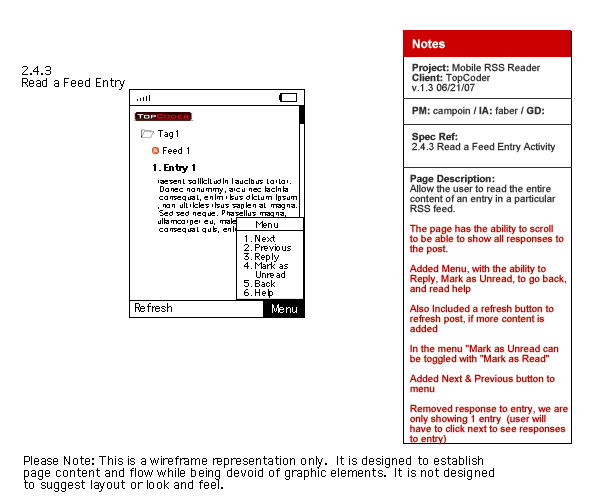 2.4.3
Read a Feed Entry
TOPCODER
Tag1
Feed 1
1. Entry 1
raesent sollicitudin faucibus tortor.
Donec nonummy, arcu nec lacinia
consequat, enim risus dictum ipsum
, non ultricies risus sapien at magna.
Sed sed neque. Phasellus magna,
ullamcorper eu, male
consequat quis, eni
Menu
1. Next
2. Previous
3. Reply
4. Mark as
Unread
5. Back
6. Help
Refresh
Menu
Notes
Project: Mobile RSS Reader
Client: TopCoder
v.1.3 06/21/07
PM: campoin / IA: faber / GD:
Spec Ref:
2.4.3 Read a Feed Entry Activity
Page Description:
Allow the user to read the entire
content of an entry in a particular
RSS feed.
The page has the ability to scroll
to be able to show all responses to
the post.
Added Menu, with the ability to
Reply, Mark as Unread, to go back,
and read help
Also Included a refresh button to
refresh post, if more content is
added
In the menu "Mark as Unread can
be toggled with "Mark as Read"
Added Next & Previous button to
menu
Removed response to entry, we are
only showing 1 entry (user will
have to click next to see responses
to entry)
Please Note: This is a wireframe representation only. It is designed to establish
page content and flow while being devoid of graphic elements. It is not designed
to suggest layout or look and feel.